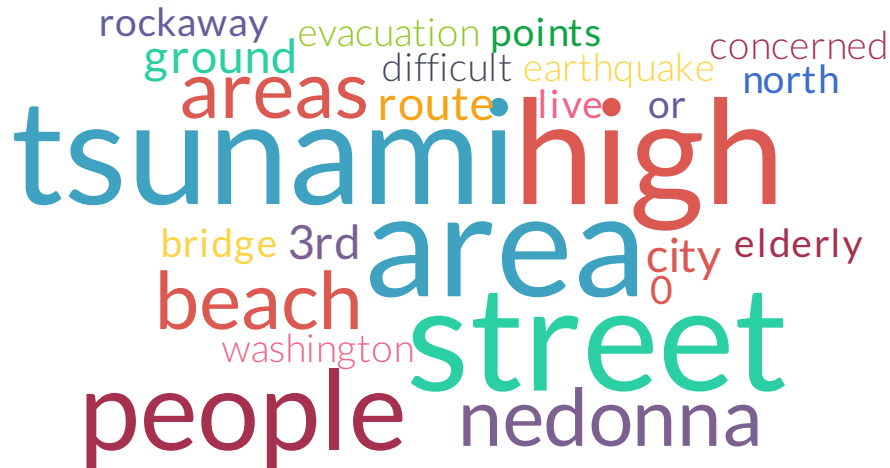 rockaway evacuation points
ground difficult earthquake concerned
areas route live or north
tsunami high
bridge 3rd area city elderly
beach 0
washington street
people nedonna